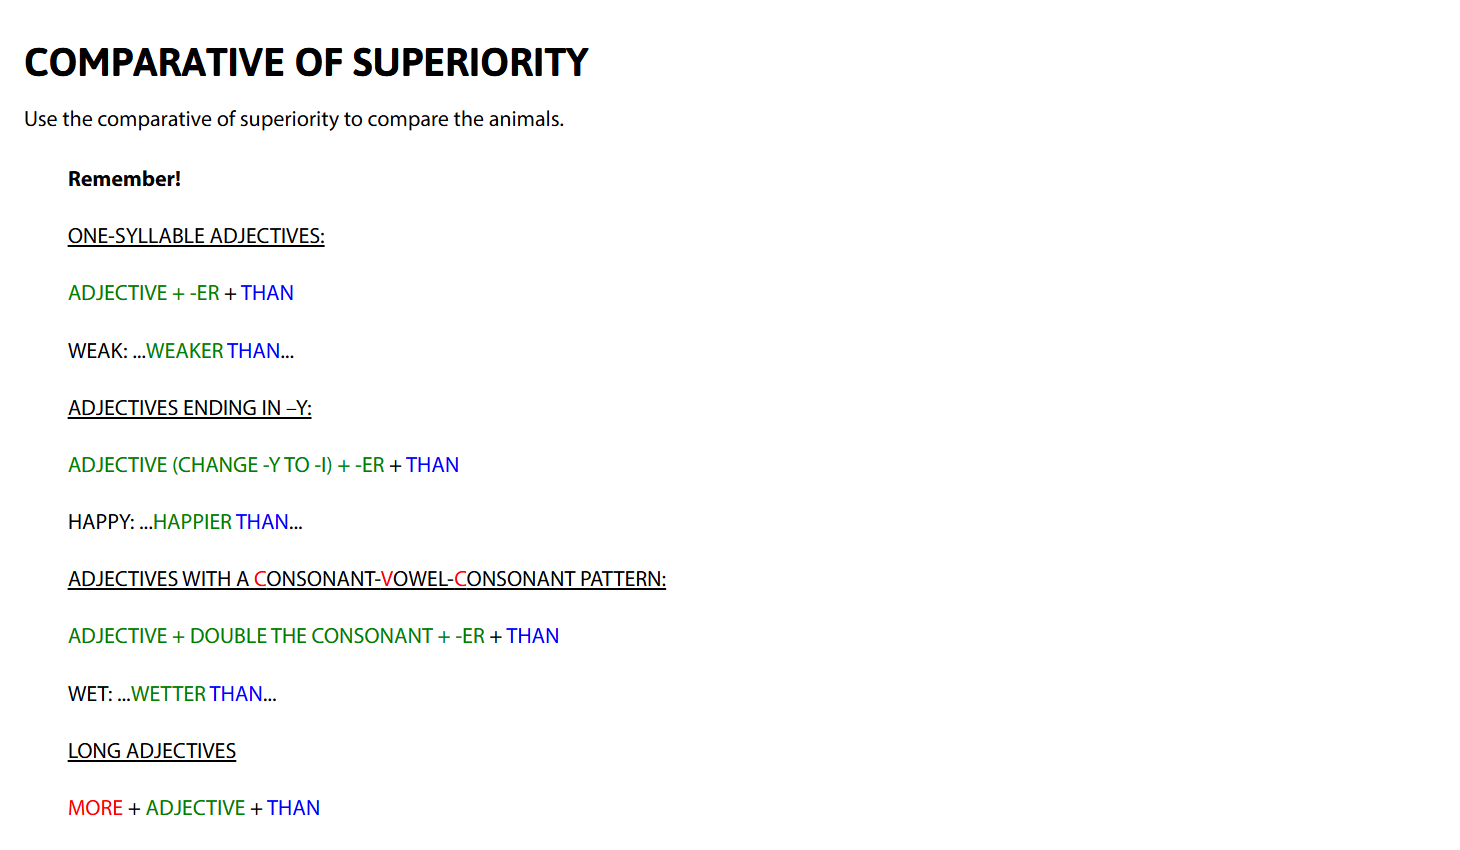 COMPARATIVE OF SUPERIORITY
Use the comparative of superiority to compare the animals.
Remember!
ONE-SYLLABLE ADJECTIVES:
ADJECTIVE + -ER + THAN
WEAK: ...WEAKER THAN...
ADJECTIVES ENDING IN –Y:
ADJECTIVE (CHANGE -Y TO -I) + -ER + THAN
HAPPY: ...HAPPIER THAN...
ADJECTIVES WITH A CONSONANT-VOWEL-CONSONANT PATTERN:
ADJECTIVE + DOUBLE THE CONSONANT + -ER + THAN
WET: ...WETTER THAN...
LONG ADJECTIVES
MORE + ADJECTIVE + THAN